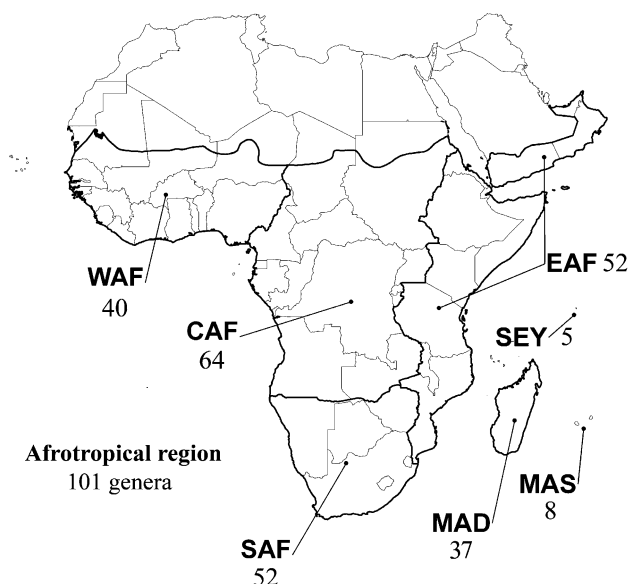 WAF
40
EAF 52
CAF
64
SEY 5
Afrotropical region
101 genera
MAS
8
MAD
37
SAF
52